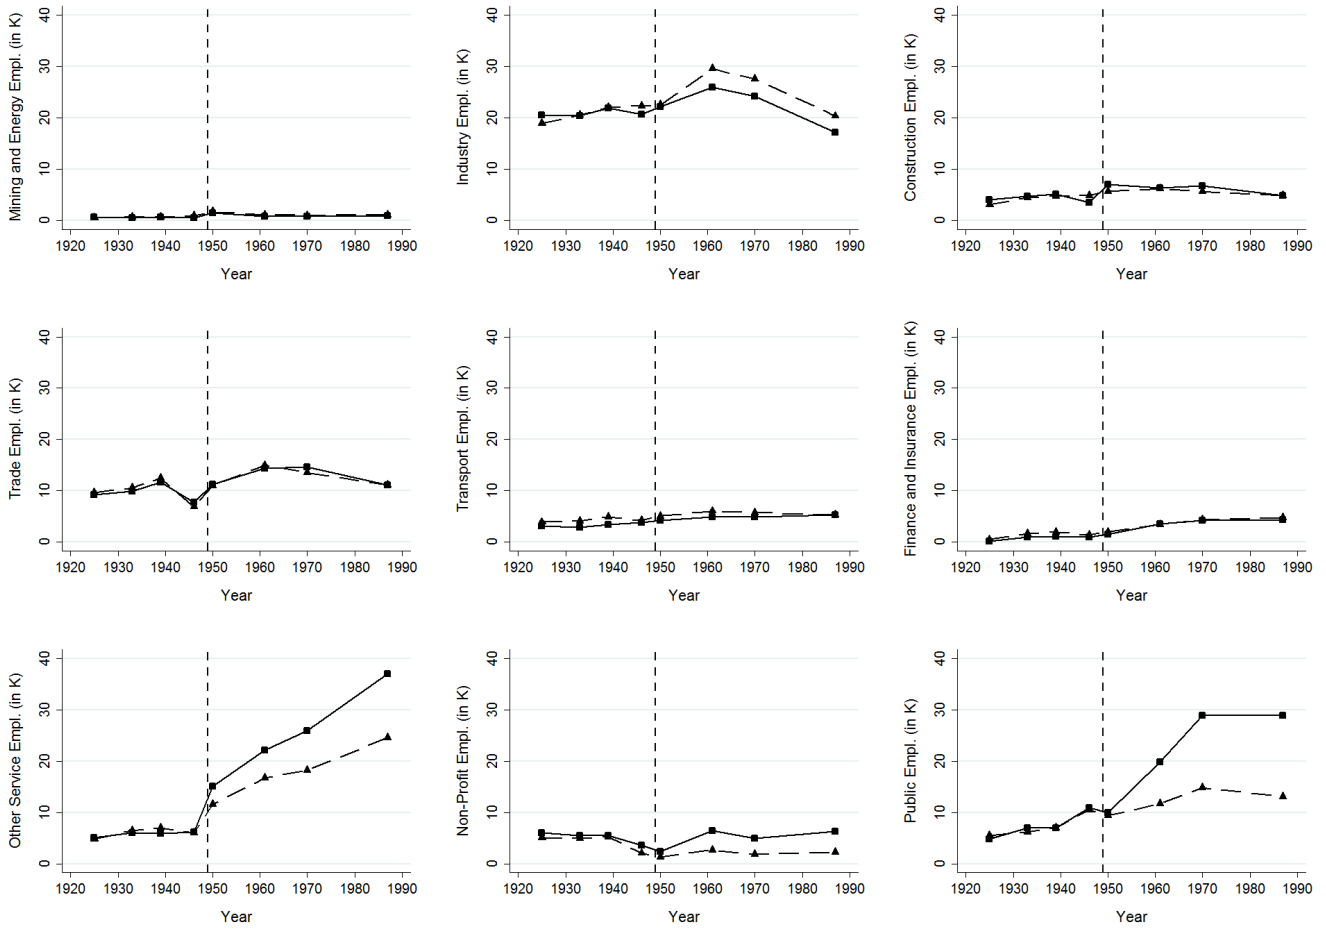 Mining and Energy Empl. (in K)
40
30
20
10
0
1920 1930 1940 1950 1960 1970 1980 1990
Year
Industry Empl. (in K)
40
30
20
10
0
1920 1930 1940 1950 1960 1970 1980 1990
Year
Construction Empl. (in K)
40
30
20
10
0
1920 1930 1940 1950 1960 1970 1980 1990
Year
Trade Empl. (in K)
40
30
20
10
0
1920 1930 1940 1950 1960 1970 1980 1990
Year
Transport Empl. (in K)
40
30
20
10
0
1920 1930 1940 1950 1960 1970 1980 1990
Year
Finance and Insurance Empl. (in K)
40
30
20
10
0
1920 1930 1940 1950 1960 1970 1980 1990
Year
Other Service Empl. (in K)
40
30
20
10
0
1920 1930 1940 1950 1960 1970 1980 1990
Year
Non-Profit Empl. (in K)
40
30
20
10
0
1920 1930 1940 1950 1960 1970 1980 1990
Year
Public Empl. (in K)
40
30
20
10
0
1920 1930 1940 1950 1960 1970 1980 1990
Year